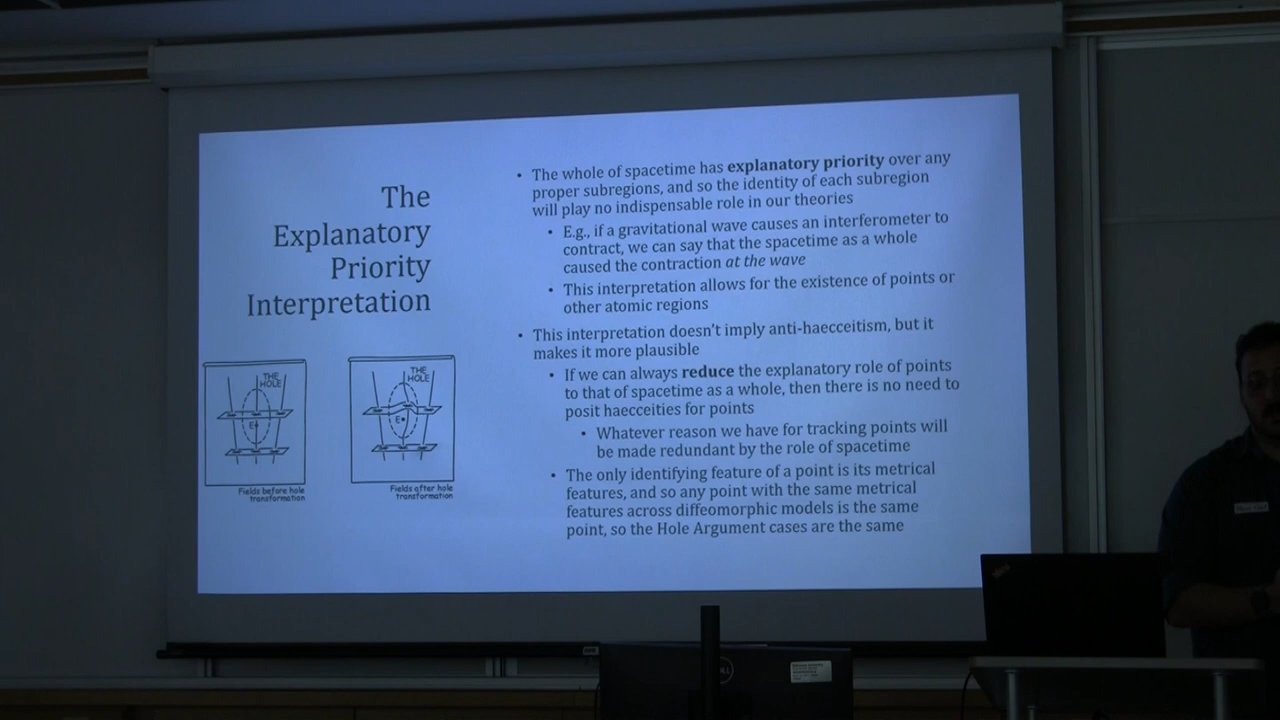 The
Explanatory
Priority
Interpretation
THE
HOLE
E
Fields before hole
transformation
THE
HOLE
E
Fields after hole
transformation
• The whole of spacetime has explanatory priority over any
proper subregions, and so the identity of each subregion
will play no indispensable role in our theories
• E.g., if a gravitational wave causes an interferometer to
contract, we can say that the spacetime as a whole
caused the contraction at the wave
• This interpretation allows for the existence of points or
other atomic regions
• This interpretation doesn't imply anti-haecceitism, but it
makes it more plausible
• If we can always reduce the explanatory role of points
to that of spacetime as a whole, then there is no need to
posit haecceities for points
• Whatever reason we have for tracking points will
be made redundant by the role of spacetime
• The only identifying feature of a point is its metrical
features, and so any point with the same metrical
features across diffeomorphic models is the same
point, so the Hole Argument cases are the same
DELL